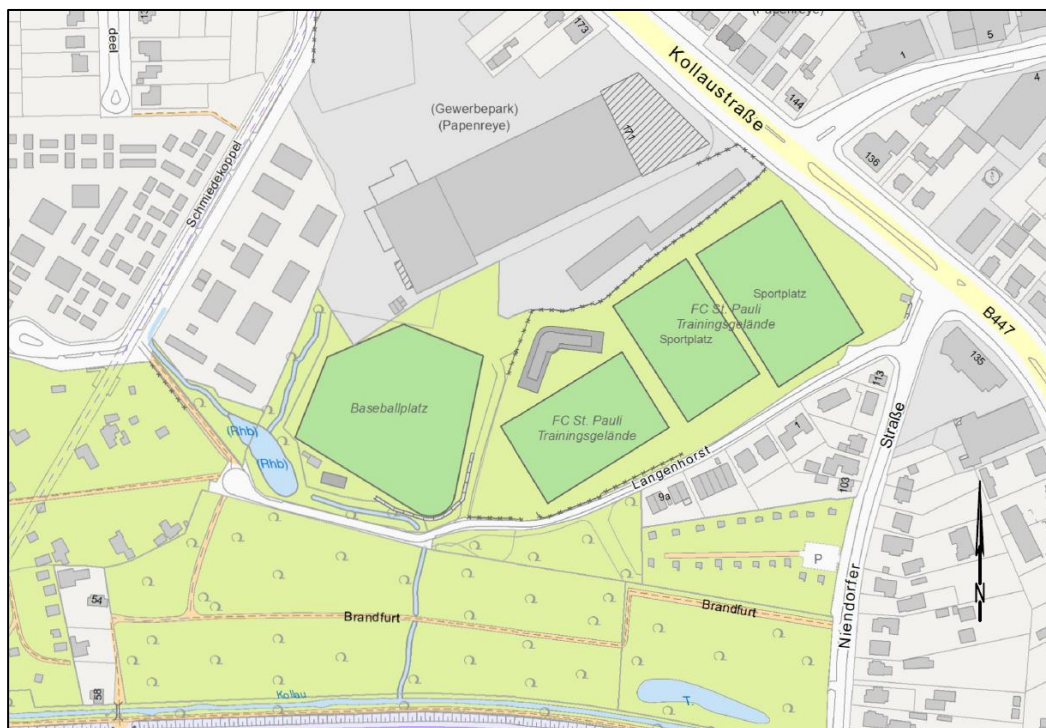 (Papenreye)
173
1
5
4
deel
Kollaustraße
144
(Gewerbepark)
(Papenreye)
171
136
Schmiedekoppel
Sportplatz
FC St. Pauli
Trainingsgelände
Sportplatz
B447
135
113
Baseballplatz
FC St. Pauli
Trainingsgelände
1
Straße
(Rhb)
(Rhb)
Langenhorst
9a
103
P
N
54
Brandfurt
Brandfurt
Niendorfer
58
Kollau
T.